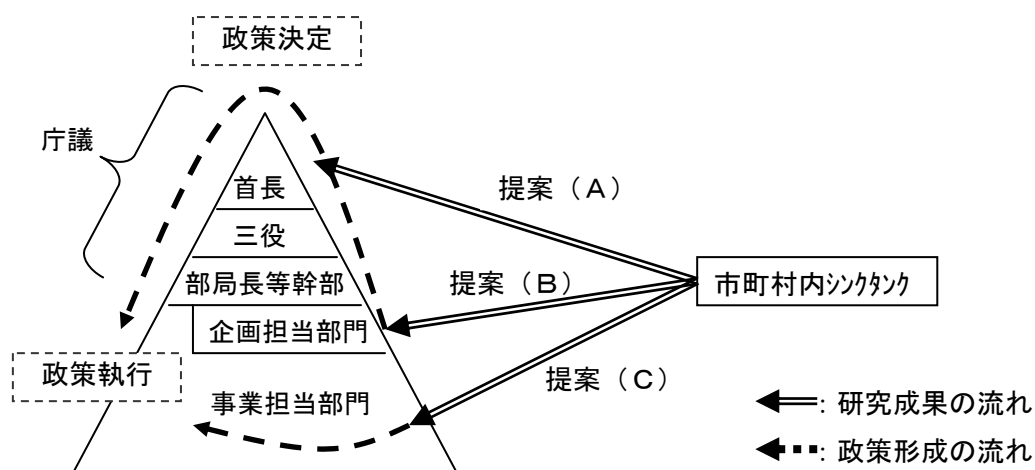 政策決定
庁議
首長
三役
部局長等幹部
企画担当部門
事業担当部門
政策執行
提案（A）
提案（B）
提案（C）
市町村内ｼﾝｸﾀﾝｸ
: 研究成果の流れ
: 政策形成の流れ